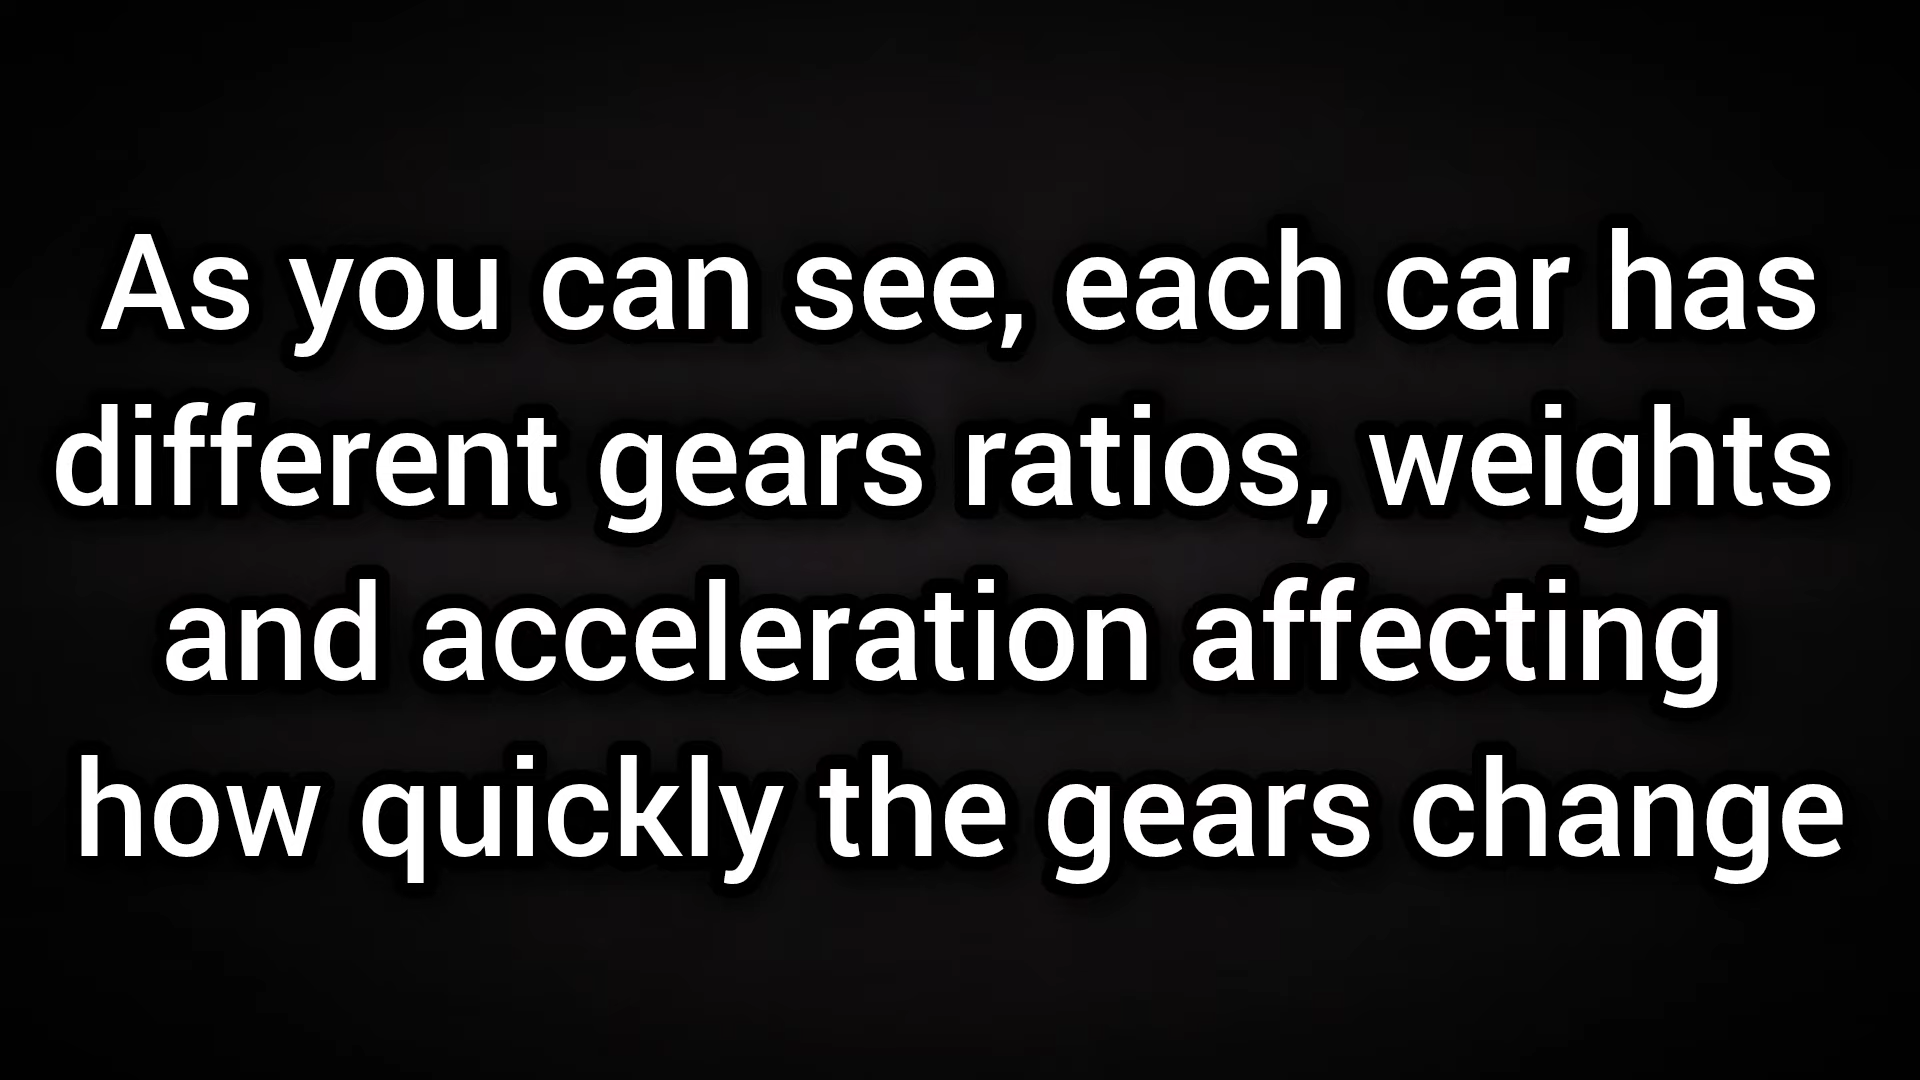 As you can see, each car has
different gears ratios, weights
and acceleration affecting
how quickly the gears change